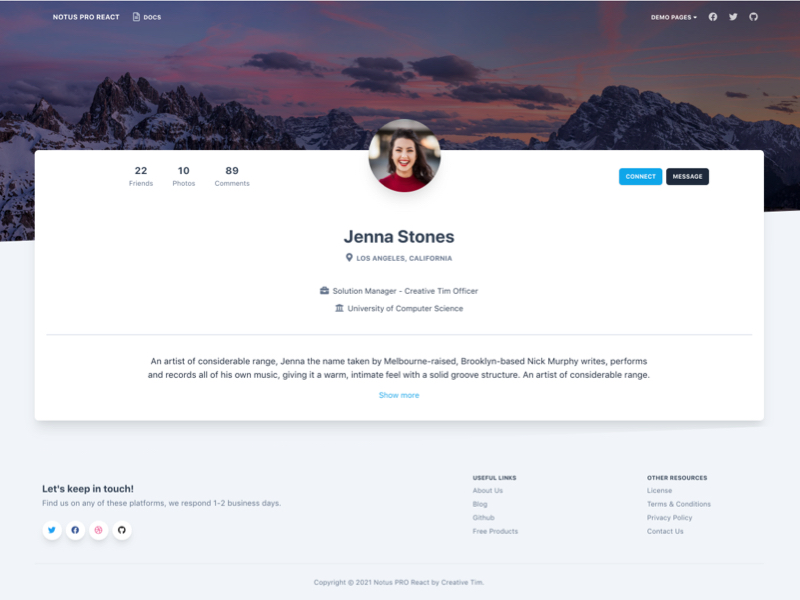 NOTUS PRO REACT
DOCS
DEMO PAGES
22
Friends
10
Photos
89
Comments
CONNECT
MESSAGE
Jenna Stones
LOS ANGELES, CALIFORNIA
Solution Manager - Creative Tim Officer
University of Computer Science
An artist of considerable range, Jenna the name taken by Melbourne-raised, Brooklyn-based Nick Murphy writes, performs
and records all of his own music, giving it a warm, intimate feel with a solid groove structure. An artist of considerable range.
Show more
Let's keep in touch!
Find us on any of these platforms, we respond 1-2 business days.
USEFUL LINKS
About Us
Blog
Github
Free Products
OTHER RESOURCES
License
Terms & Conditions
Privacy Policy
Contact Us
Copyright © 2021 Notus PRO React by Creative Tim.